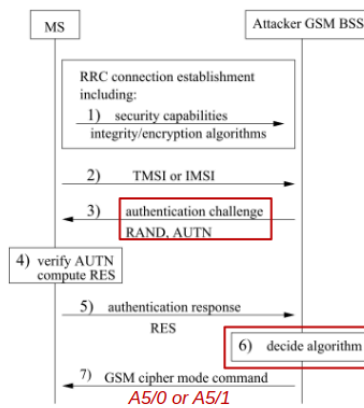 MS
Attacker GSM BSS
RRC connection establishment
including:
1) security capabilities
integrity/encryption algorithms
2) TMSI or IMSI
3) authentication challenge
RAND, AUTN
4) verify AUTN
compute RES
5) authentication response
RES
6) decide algorithm
7) GSM cipher mode command
A5/0 or A5/1